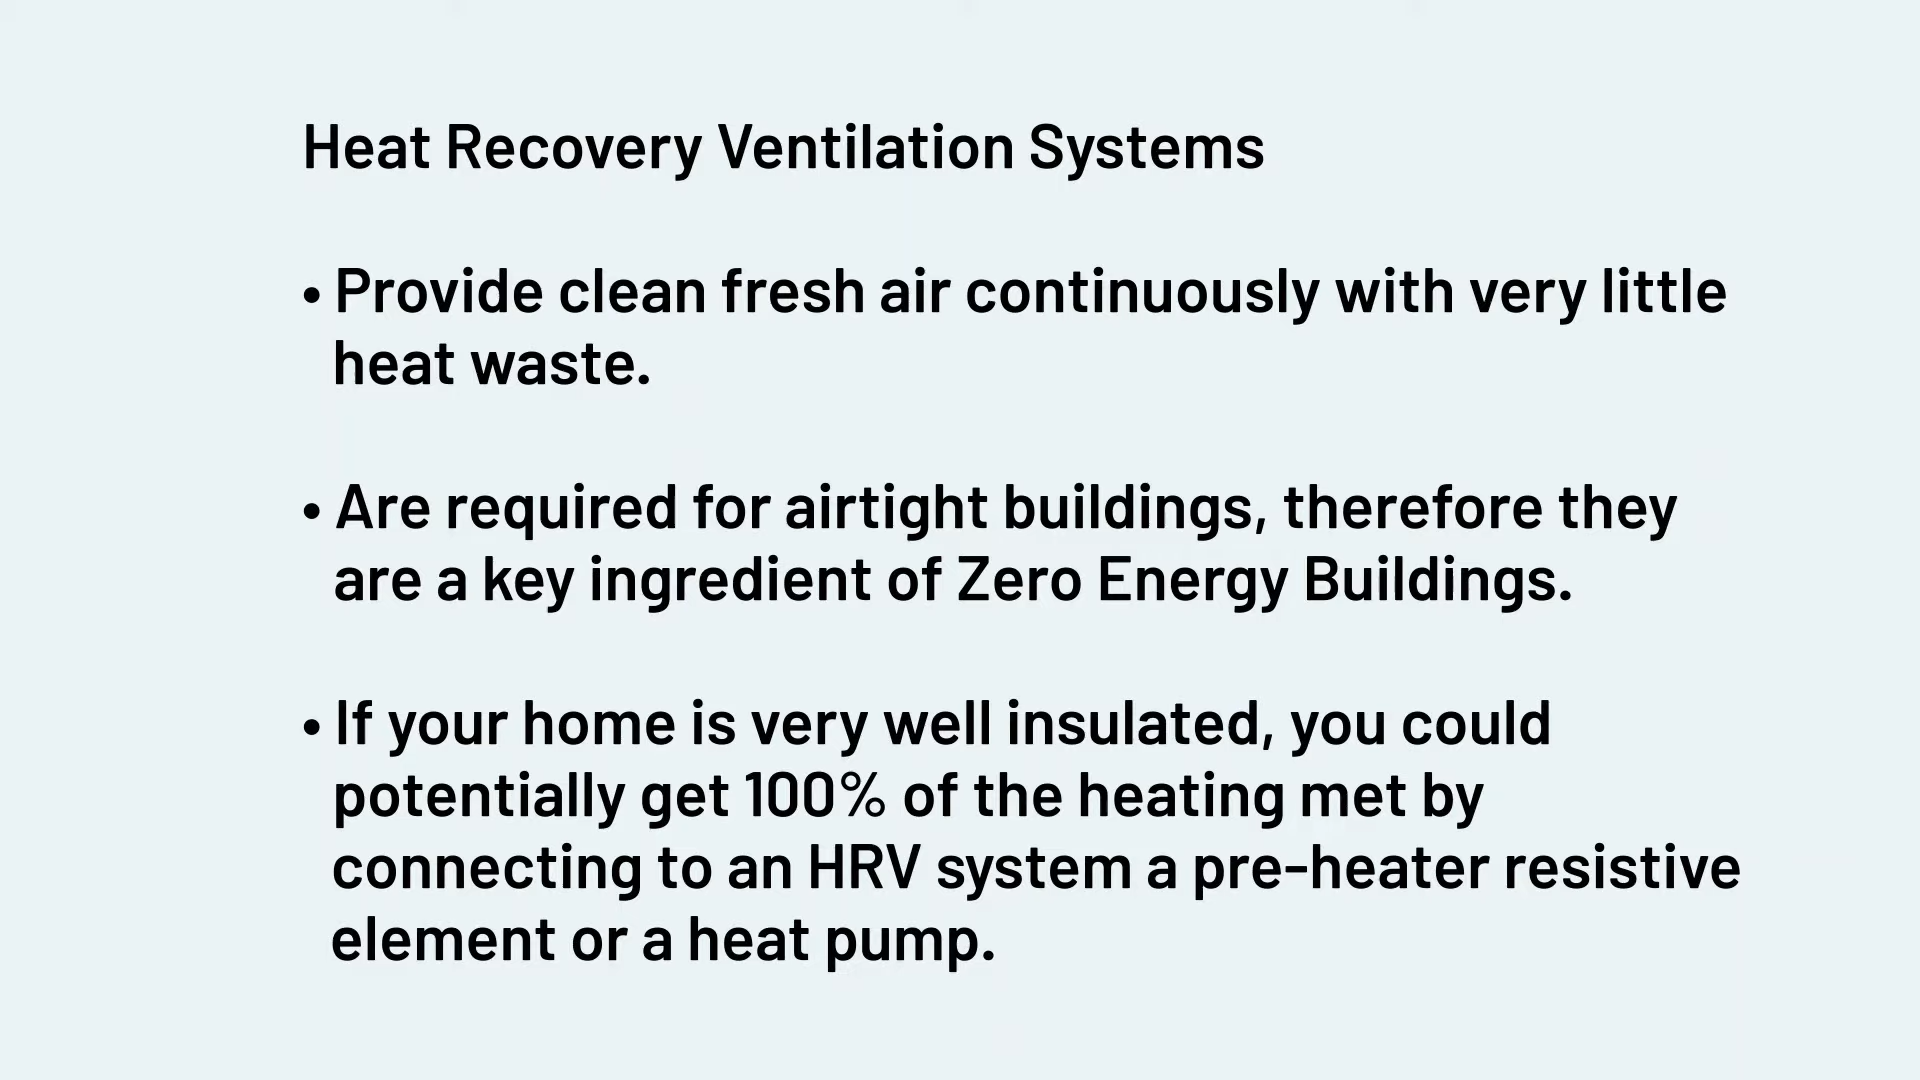 Heat Recovery Ventilation Systems
• Provide clean fresh air continuously with very little
heat waste.
• Are required for airtight buildings, therefore they
are a key ingredient of Zero Energy Buildings.
• If your home is very well insulated, you could
potentially get 100% of the heating met by
connecting to an HRV system a pre-heater resistive
element or a heat pump.